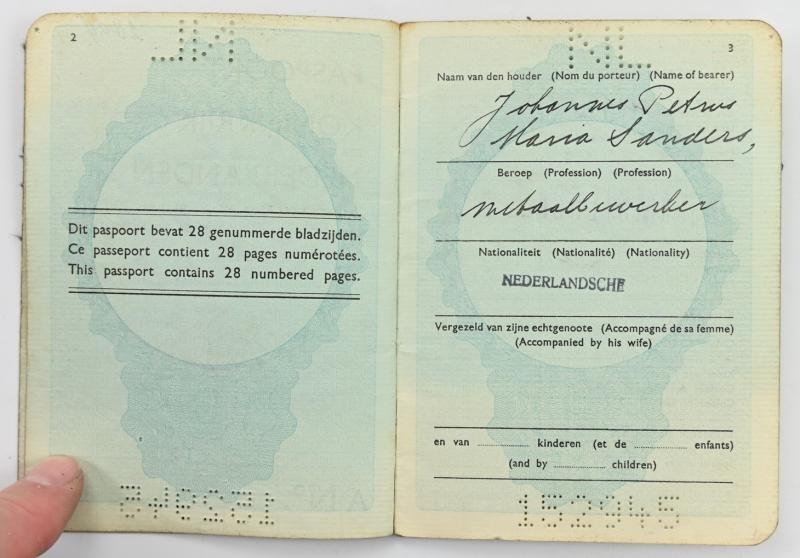 2
3
NL
Naam van den houder (Nom du porteur) (Name of bearer)
Johannes Petrus
Maria Sanders,
Beroep (Profession) (Profession)
metaalbewerker
Dit paspoort bevat 28 genummerde bladzijden.
Ce passeport contient 28 pages numérotées.
This passport contains 28 numbered pages.
Nationaliteit (Nationalité) (Nationality)
NEDERLANDSCHE
Vergezeld van zijne echtgenoote (Accompagné de sa femme)
(Accompanied by his wife)
en van ............ kinderen (et de ............ enfants)
(and by ............ children)